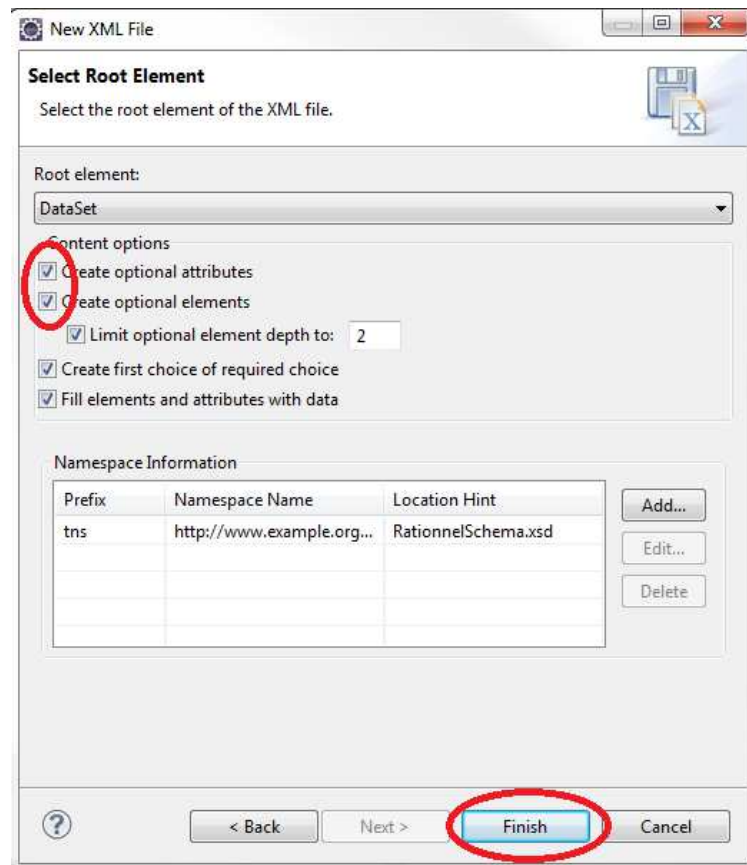 New XML File
Select Root Element
Select the root element of the XML file.
Root element:
DataSet
Content options
Create optional attributes
Create optional elements
Limit optional element depth to: 2
Create first choice of required choice
Fill elements and attributes with data
Namespace Information
Prefix Namespace Name Location Hint
tns http://www.example.org... RationnelSchema.xsd
Add...
Edit...
Delete
? < Back Next > Finish Cancel